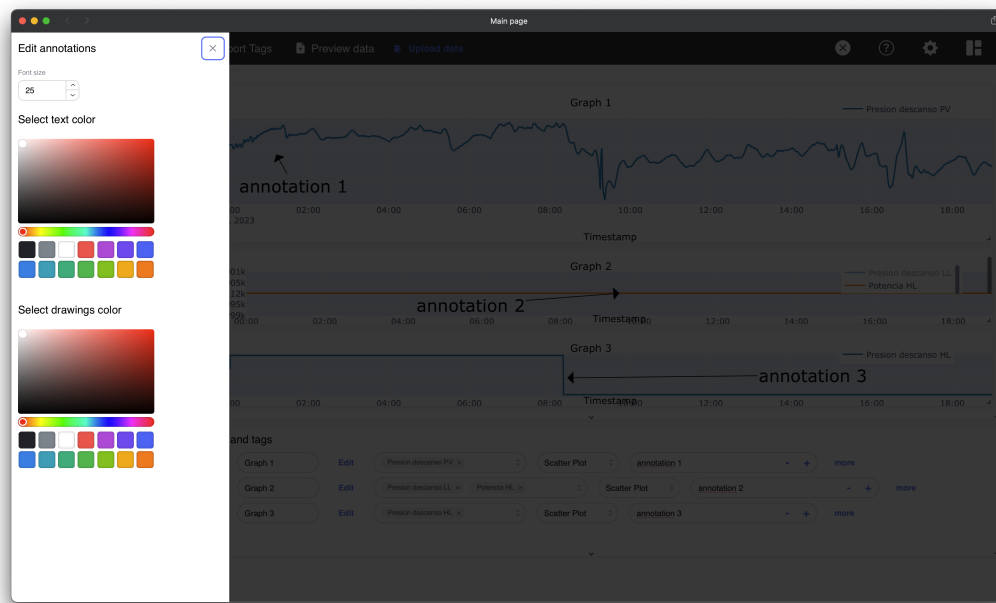 Main page
Edit annotations
Font size
25
Select text color
Select drawings color
port Tags Preview data Upload data
Graph 1
Presion descanso PV
annotation 1
00 02:00 04:00 06:00 08:00 10:00 12:00 14:00 16:00 18:00
2023
Timestamp
Graph 2
Presion descanso LL
Potencia HL
01k
05k
12k
95k
99k
annotation 2
00:00 02:00 04:00 06:00 08:00 12:00 14:00 16:00 18:00
Timestamp
Graph 3
Presion descanso HL
annotation 3
00 02:00 04:00 06:00 08:00 12:00 14:00 16:00 18:00
Timestamp
and tags
Graph 1 Edit Presion descanso PV × Scatter Plot annotation 1 - + more
Graph 2 Edit Presion descanso LL × Potencia HL × Scatter Plot annotation 2 - + more
Graph 3 Edit Presion descanso HL × Scatter Plot annotation 3 - + more